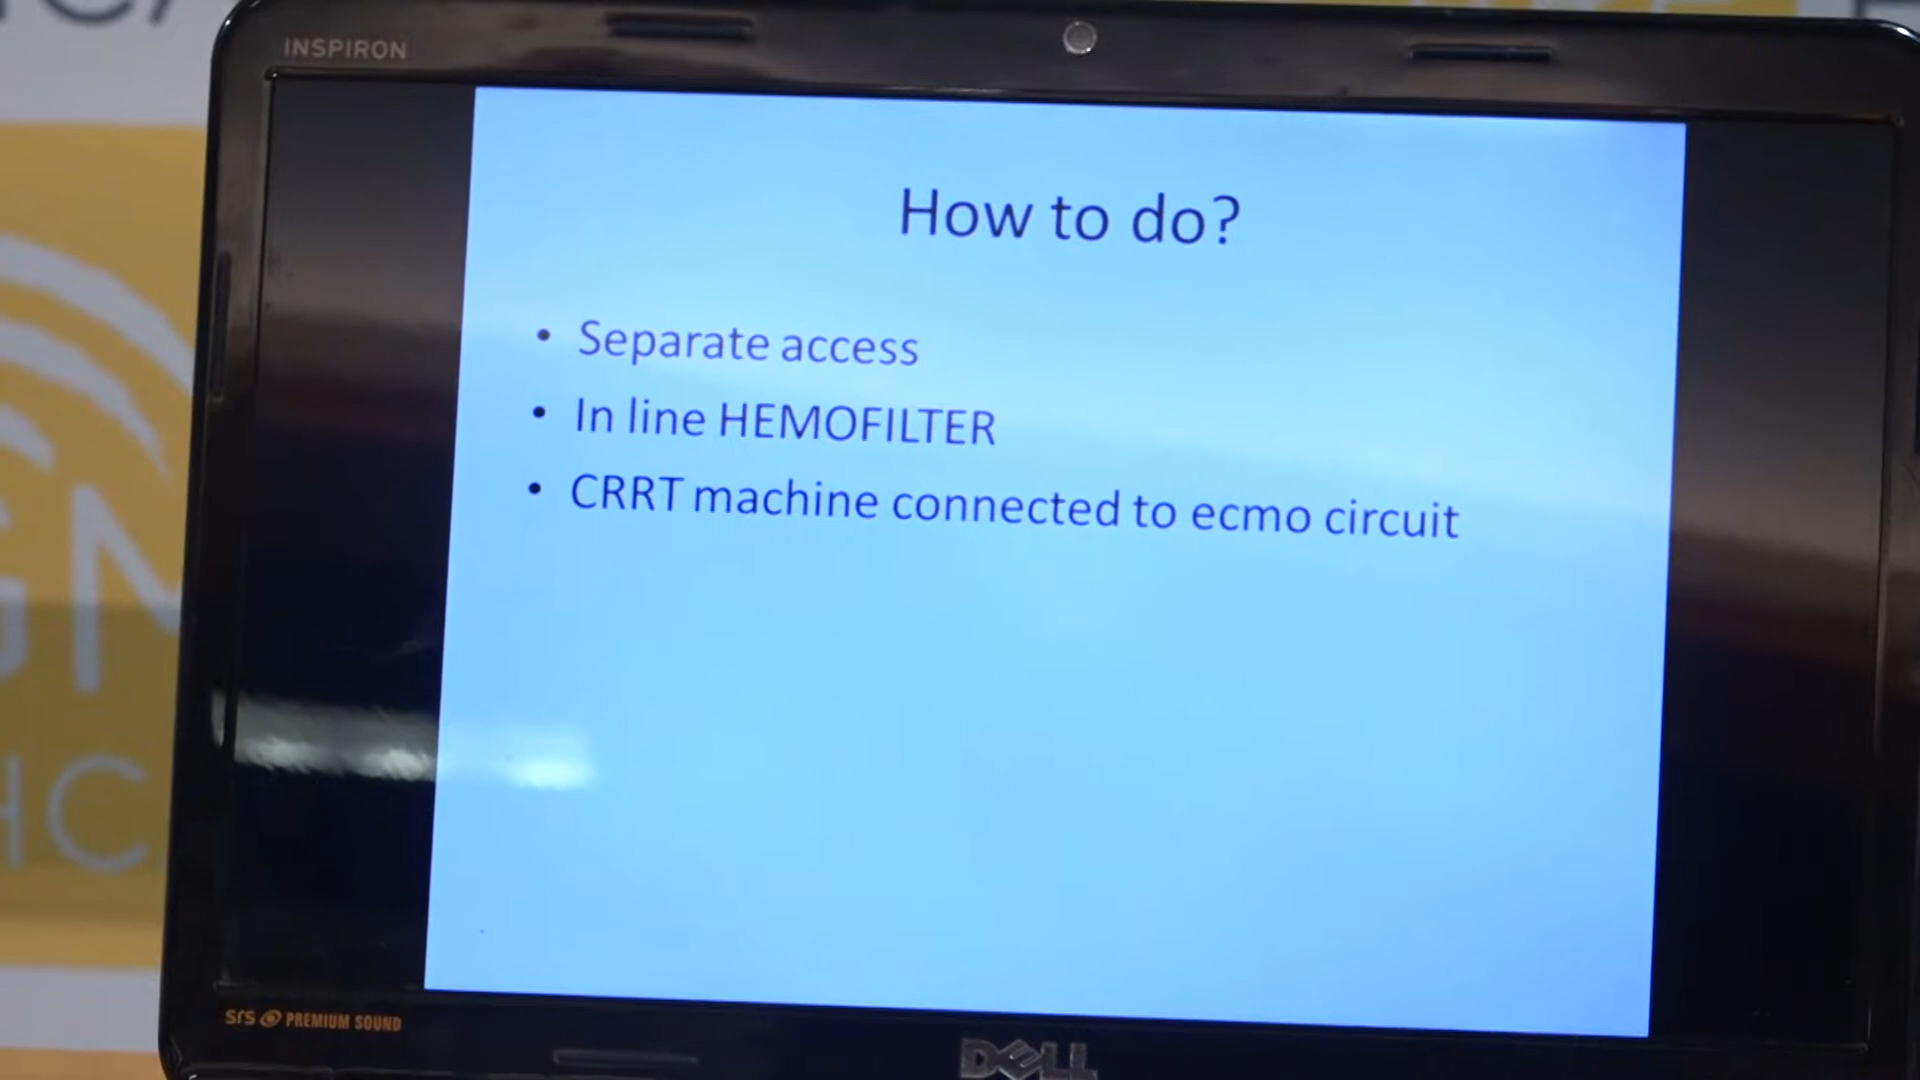 INSPIRON
How to do?
• Separate access
• In line HEMOFILTER
• CRRT machine connected to ecmo circuit
SRS PREMIUM SOUND
DELL